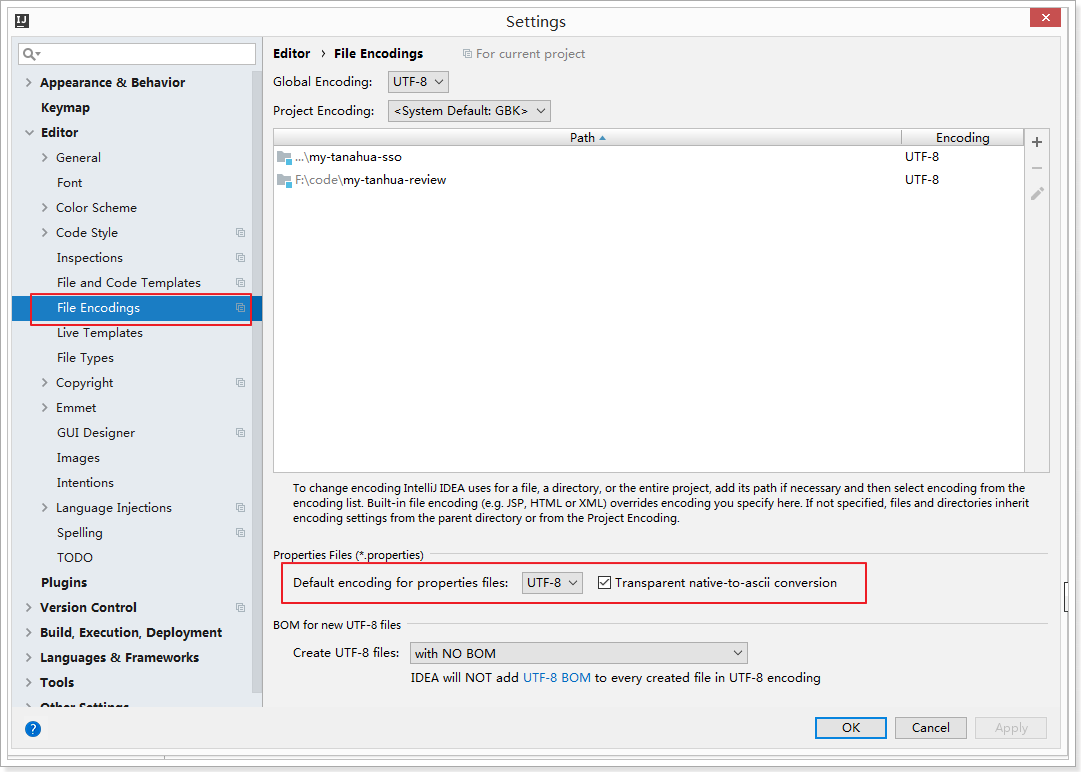 IJ
Settings
Appearance & Behavior
Keymap
Editor
General
Font
Color Scheme
Code Style
Inspections
File and Code Templates
File Encodings
Live Templates
File Types
Copyright
Emmet
GUI Designer
Images
Intentions
Language Injections
Spelling
TODO
Plugins
Version Control
Build, Execution, Deployment
Languages & Frameworks
Tools
Other Settings
?
Editor › File Encodings For current project
Global Encoding: UTF-8
Project Encoding: <System Default: GBK>
Path Encoding
...\my-tanahua-sso UTF-8
F:\code\my-tanhua-review UTF-8
To change encoding IntelliJ IDEA uses for a file, a directory, or the entire project, add its path if necessary and then select encoding from the
encoding list. Built-in file encoding (e.g. JSP, HTML or XML) overrides encoding you specify here. If not specified, files and directories inherit
encoding settings from the parent directory or from the Project Encoding.
Properties Files (*.properties)
Default encoding for properties files: UTF-8 Transparent native-to-ascii conversion
BOM for new UTF-8 files
Create UTF-8 files: with NO BOM
IDEA will NOT add UTF-8 BOM to every created file in UTF-8 encoding
OK Cancel Apply